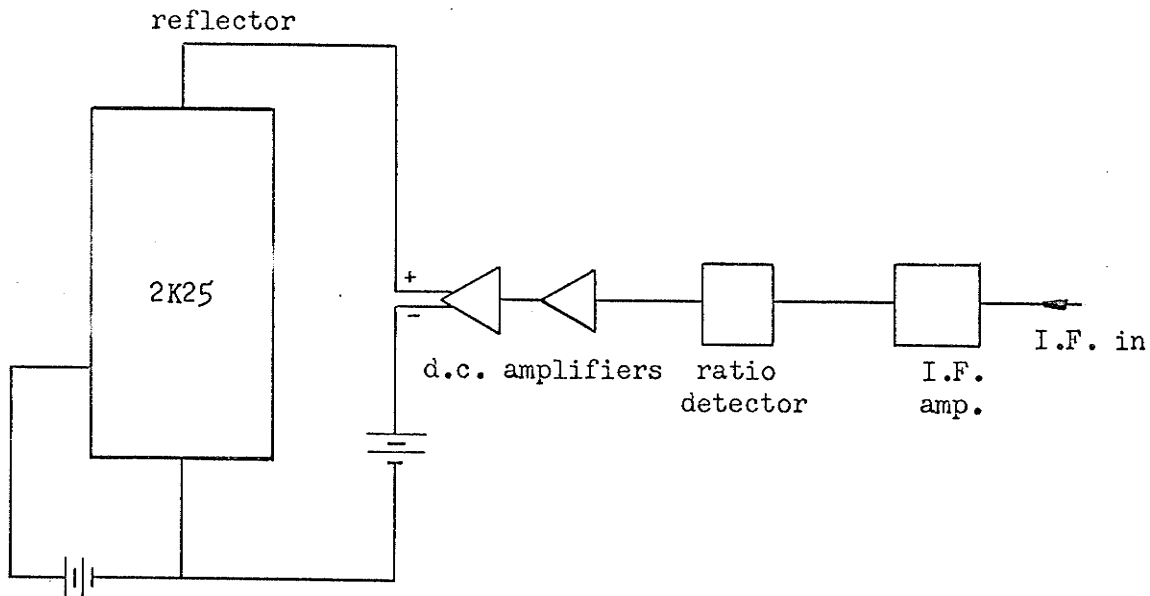 reflector
2K25
+
−
d.c. amplifiers
ratio
detector
I.F.
amp.
I.F. in